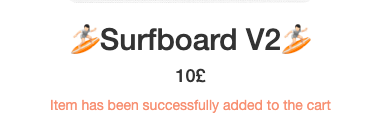 🏄🏻Surfboard V2🏄🏻
10£
Item has been successfully added to the cart